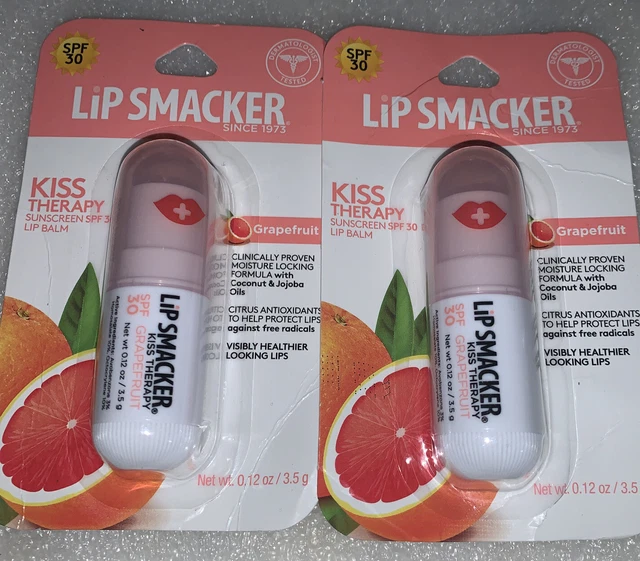 SPF
30
DERMATOLOGIST
TESTED
LiP SMACKER®
SINCE 1973
KISS
THERAPY
SUNSCREEN SPF 3
LIP BALM
Grapefruit
CLINICALLY PROVEN
MOISTURE LOCKING
FORMULA with
Coconut & Jojoba
Oils
CITRUS ANTIOXIDANTS
TO HELP PROTECT LIPS
against free radicals
VISIBLY HEALTHIER
LOOKING LIPS
LiP SMACKER®
KISS THERAPY
SPF GRAPEFRUIT
30
Net wt 0.12 oz / 3.5 g
Net wt. 0.12 oz / 3.5 g
SPF
30
DERMATOLOGIST
TESTED
LiP SMACKER®
SINCE 1973
KISS
THERAPY
SUNSCREEN SPF 30
LIP BALM
Grapefruit
CLINICALLY PROVEN
MOISTURE LOCKING
FORMULA with
Coconut & Jojoba
Oils
CITRUS ANTIOXIDANTS
TO HELP PROTECT LIPS
against free radicals
VISIBLY HEALTHIER
LOOKING LIPS
LiP SMACKER®
KISS THERAPY
SPF GRAPEFRUIT
30
Net wt 0.12 oz / 3.5 g
Net wt. 0.12 oz / 3.5